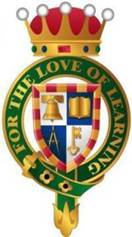 FOR THE LOVE OF LEARNING